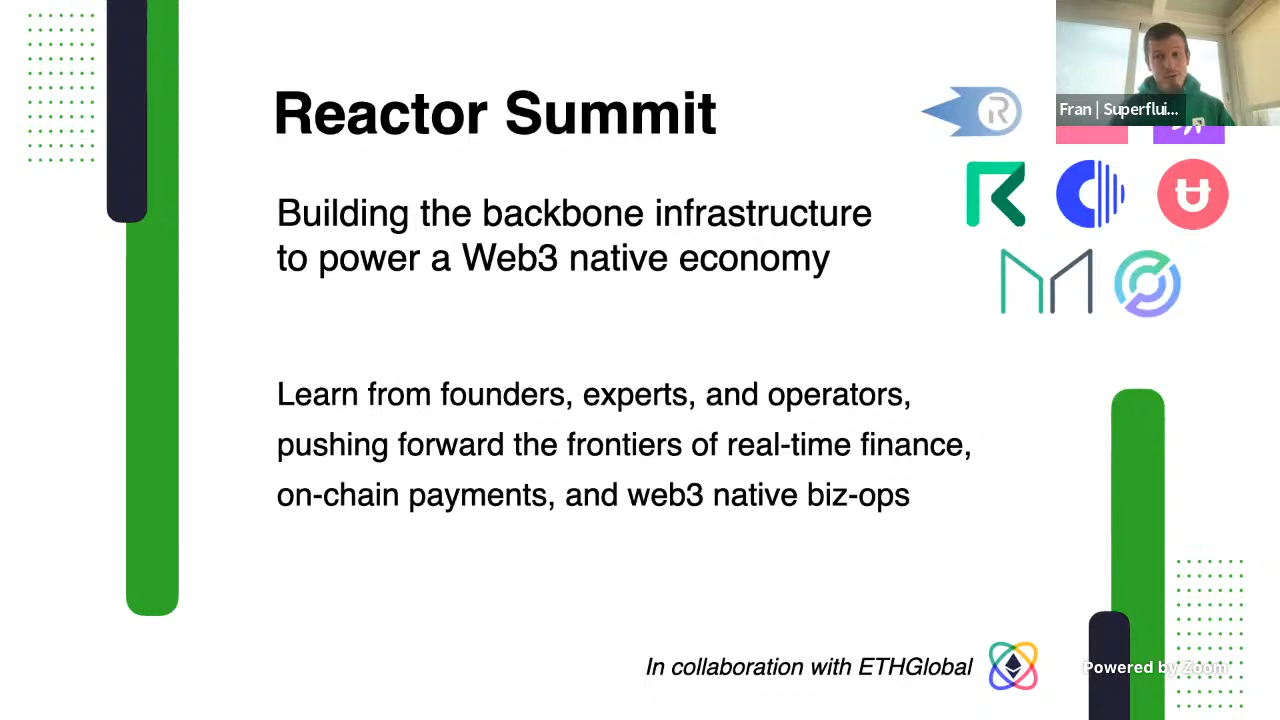 Reactor Summit
Fran | Superflui...
Building the backbone infrastructure
to power a Web3 native economy
Learn from founders, experts, and operators,
pushing forward the frontiers of real-time finance,
on-chain payments, and web3 native biz-ops
In collaboration with ETHGlobal
Powered by Zoom